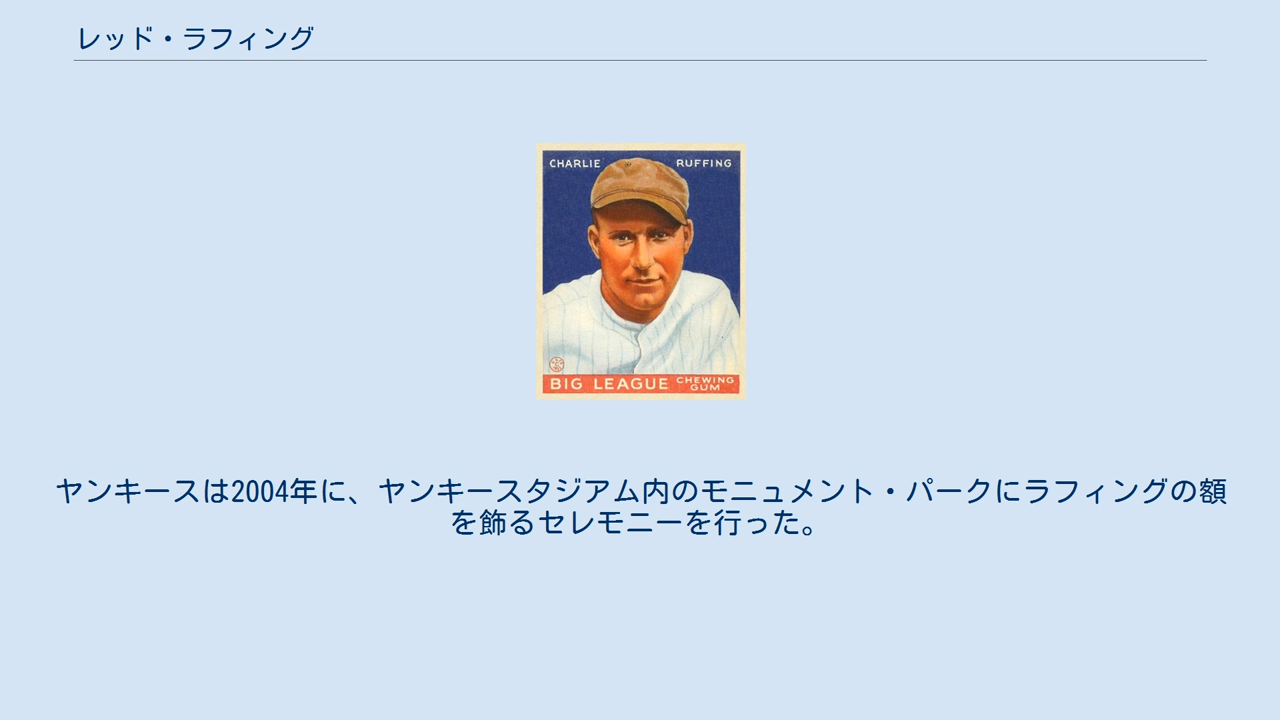 レッド・ラフィング
CHARLIE RUFFING
BIG LEAGUE CHEWING GUM
ヤンキースは2004年に、ヤンキースタジアム内のモニュメント・パークにラフィングの額
を飾るセレモニーを行った。